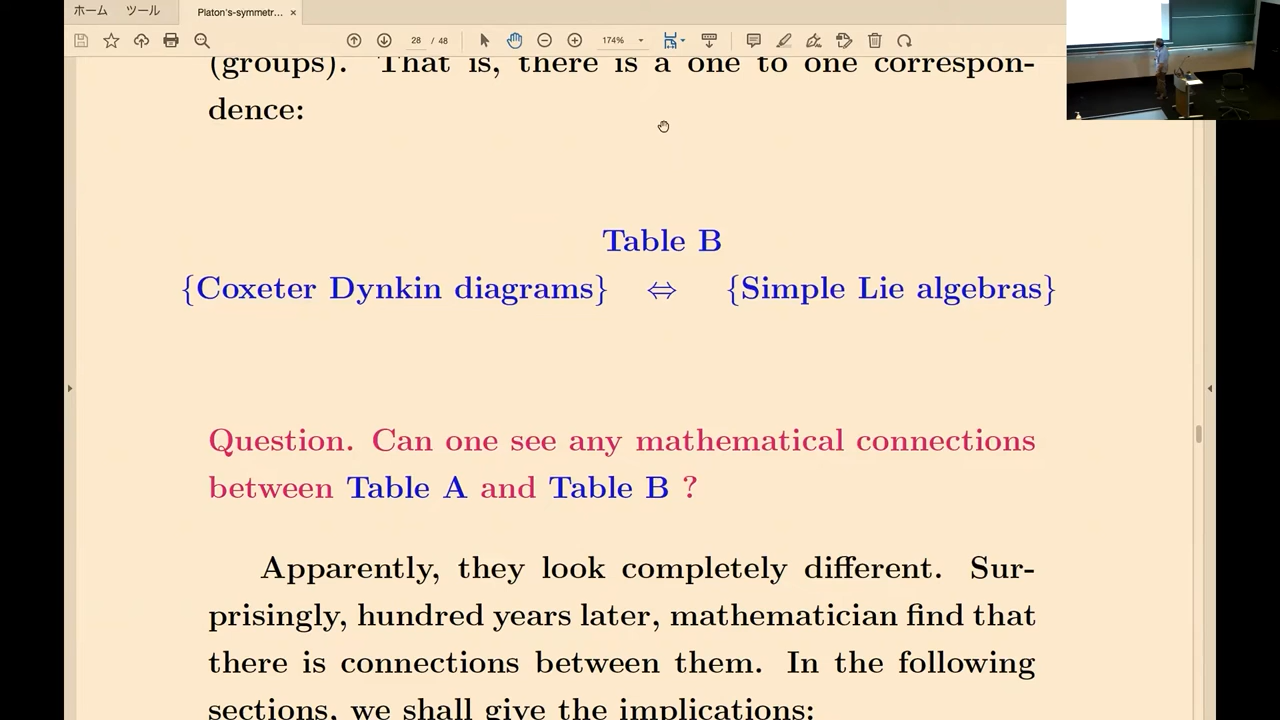 ホーム ツール Platon's-symmetr... ×
28 / 48 174%
(groups). That is, there is a one to one correspon-
dence:
Table B
{Coxeter Dynkin diagrams} ⇔ {Simple Lie algebras}
Question. Can one see any mathematical connections
between Table A and Table B ?
Apparently, they look completely different. Sur-
prisingly, hundred years later, mathematician find that
there is connections between them. In the following
sections, we shall give the implications: